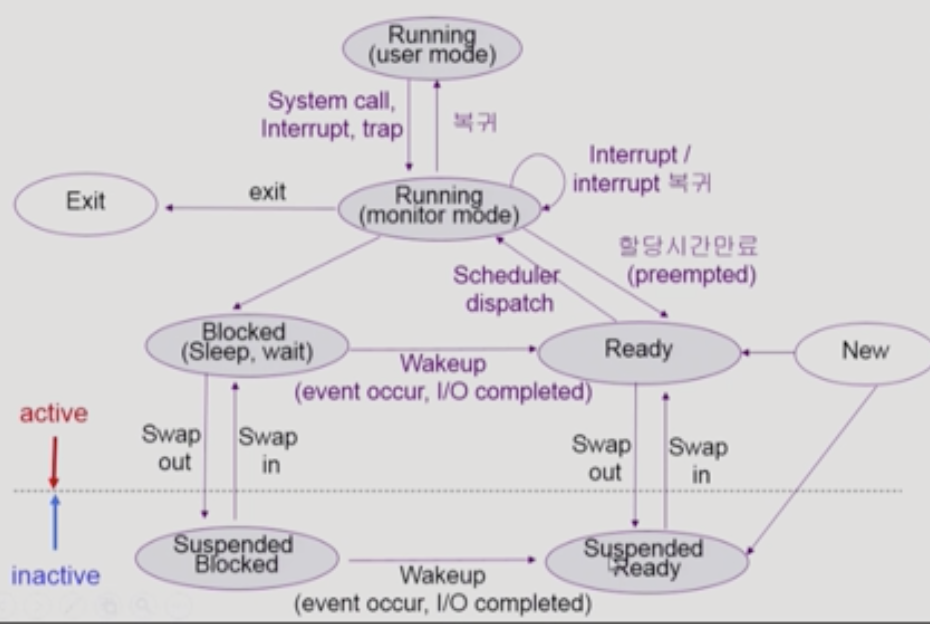 Running
(user mode)
System call,
Interrupt, trap
복귀
Interrupt /
interrupt 복귀
Exit
exit
Running
(monitor mode)
할당시간만료
(preempted)
Scheduler
dispatch
Blocked
(Sleep, wait)
Wakeup
(event occur, I/O completed)
Ready
New
active
Swap
out
Swap
in
Swap
out
Swap
in
inactive
Suspended
Blocked
Wakeup
(event occur, I/O completed)
Suspended
Ready